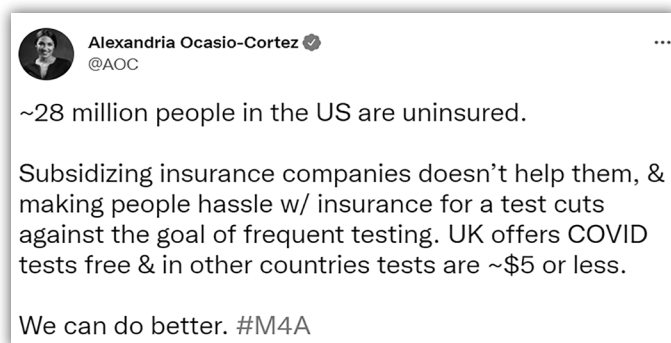 Alexandria Ocasio-Cortez
@AOC
~28 million people in the US are uninsured.
Subsidizing insurance companies doesn’t help them, &
making people hassle w/ insurance for a test cuts
against the goal of frequent testing. UK offers COVID
tests free & in other countries tests are ~$5 or less.
We can do better. #M4A